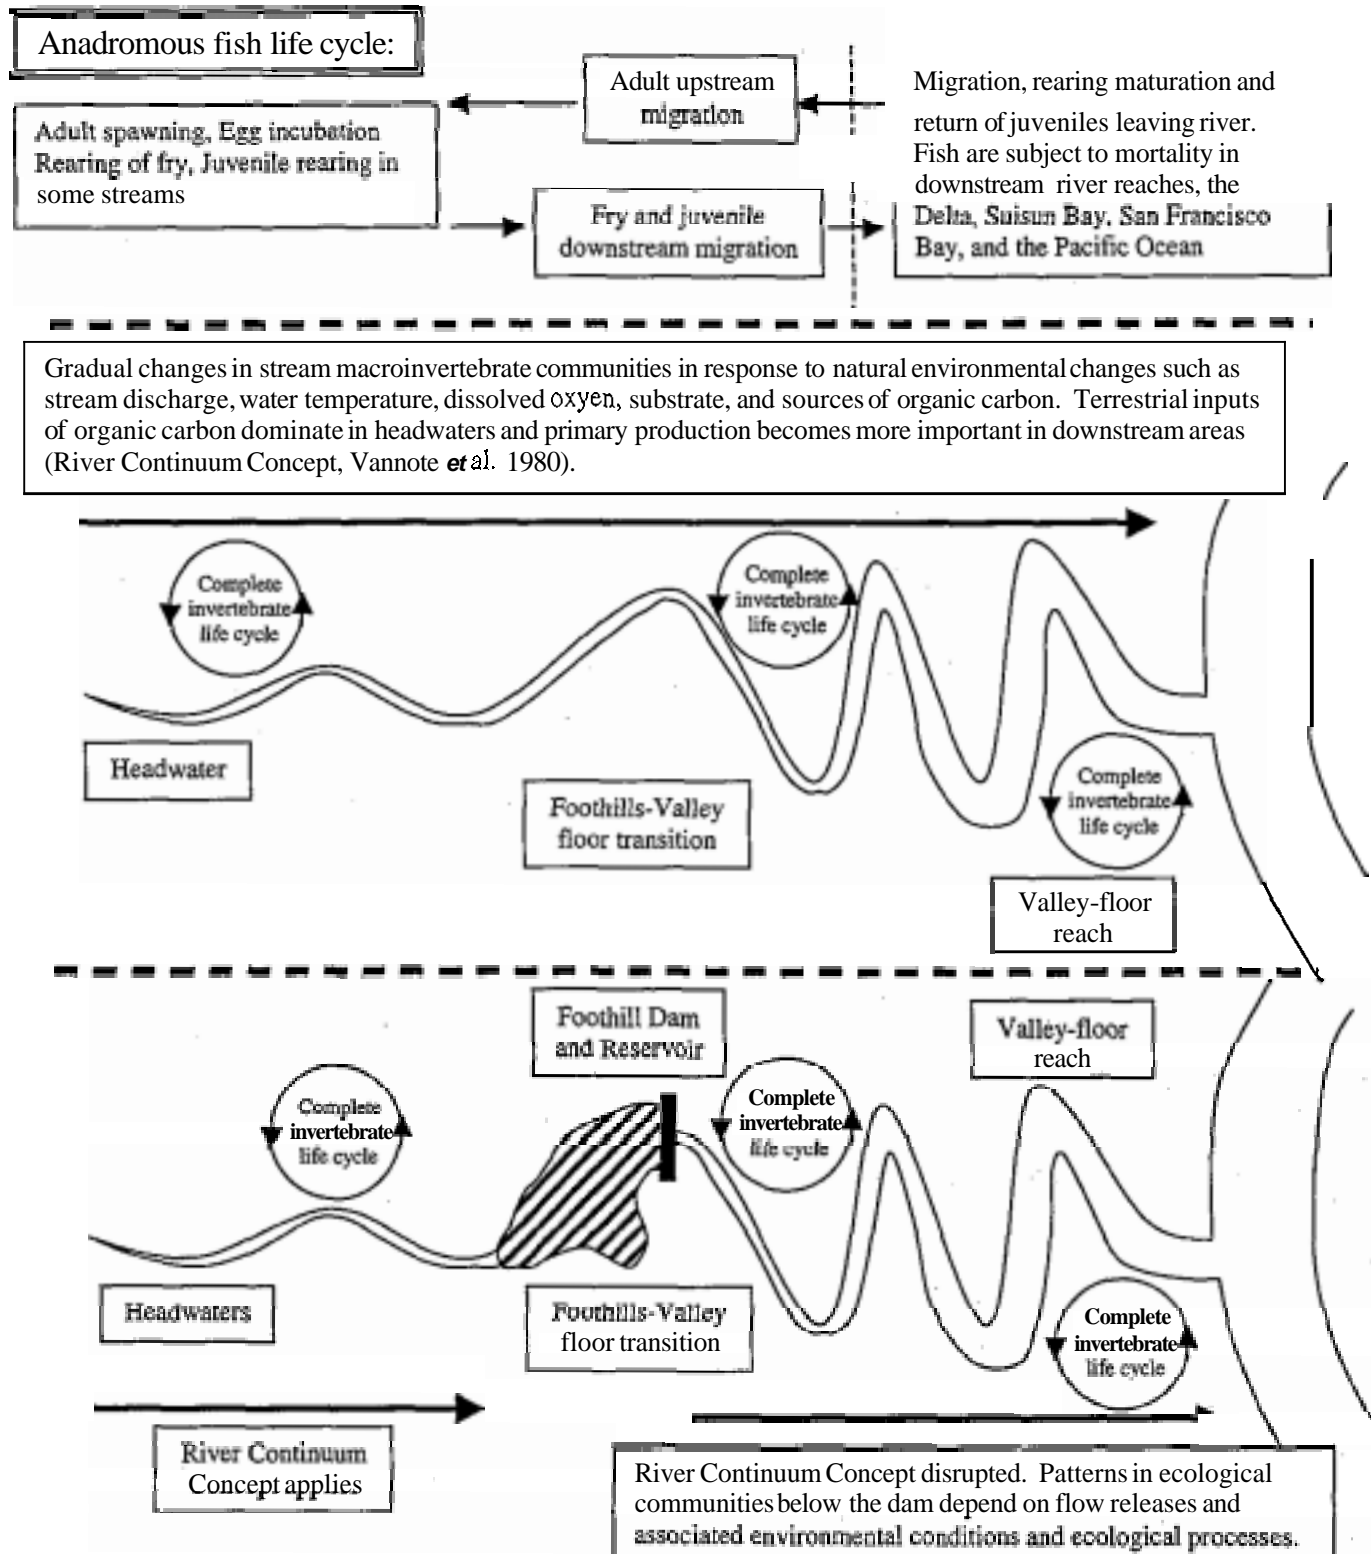 Anadromous fish life cycle:
Adult upstream
migration
Migration, rearing maturation and
return of juveniles leaving river.
Fish are subject to mortality in
downstream river reaches, the
Delta, Suisun Bay, San Francisco
Bay, and the Pacific Ocean
Adult spawning, Egg incubation
Rearing of fry, Juvenile rearing in
some streams
Fry and juvenile
downstream migration
Gradual changes in stream macroinvertebrate communities in response to natural environmental changes such as
stream discharge, water temperature, dissolved oxyen, substrate, and sources of organic carbon. Terrestrial inputs
of organic carbon dominate in headwaters and primary production becomes more important in downstream areas
(River Continuum Concept, Vannote et al. 1980).
Complete
invertebrate
life cycle
Complete
invertebrate
life cycle
Headwater
Foothills-Valley
floor transition
Complete
invertebrate
life cycle
Valley-floor
reach
Foothill Dam
and Reservoir
Valley-floor
reach
Complete
invertebrate
life cycle
Complete
invertebrate
life cycle
Headwaters
Foothills-Valley
floor transition
Complete
invertebrate
life cycle
River Continuum
Concept applies
River Continuum Concept disrupted. Patterns in ecological
communities below the dam depend on flow releases and
associated environmental conditions and ecological processes.